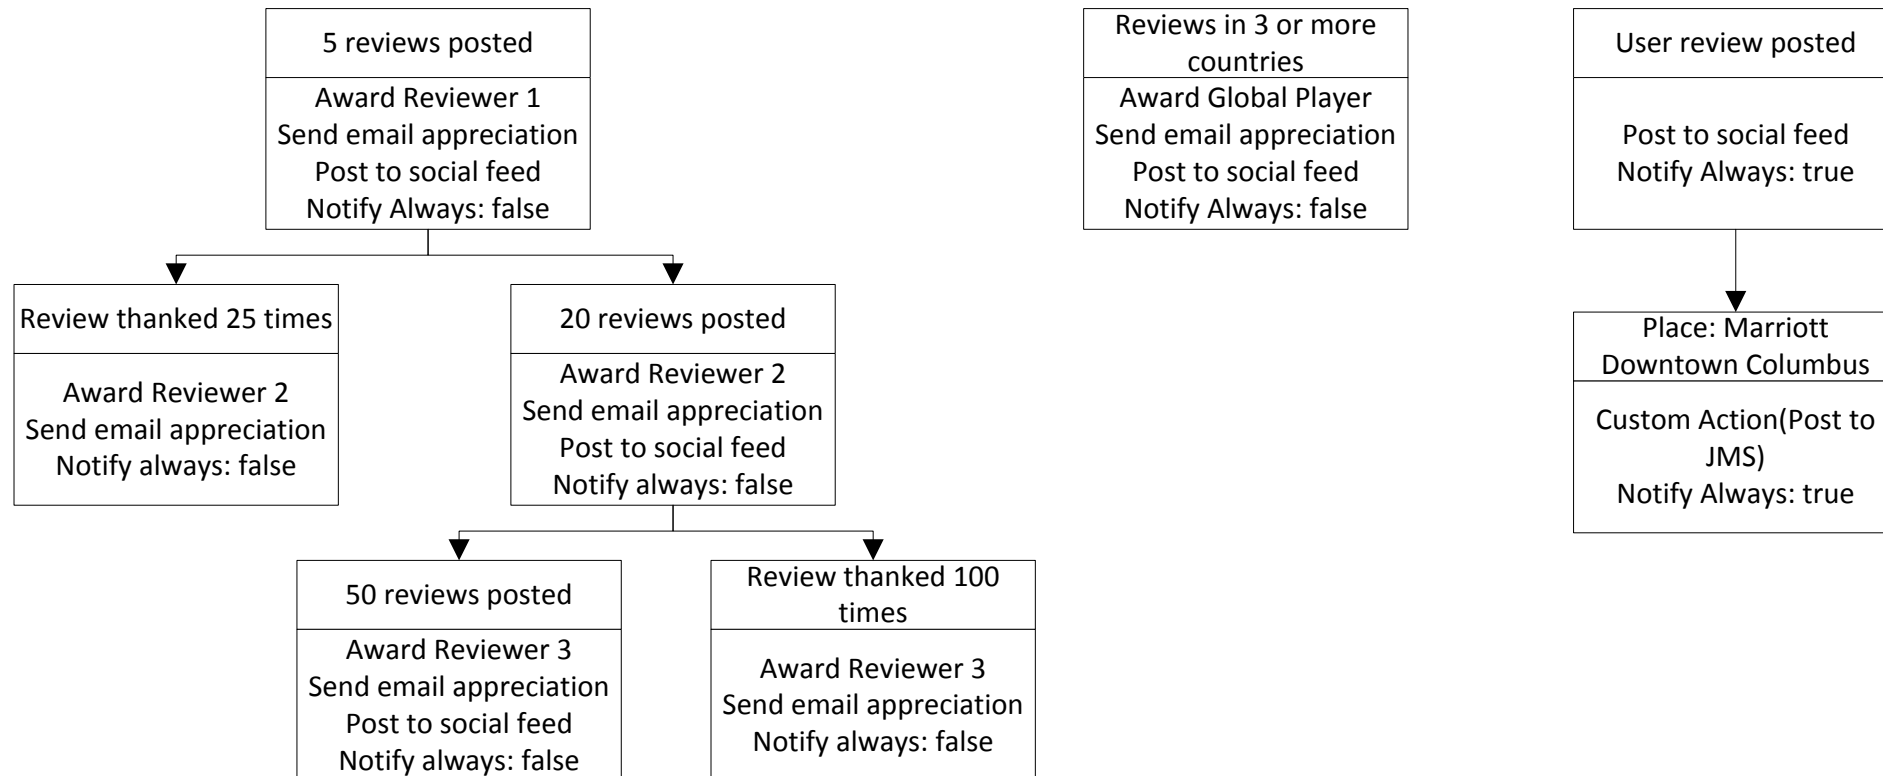 5 reviews posted
Award Reviewer 1
Send email appreciation
Post to social feed
Notify Always: false
Reviews in 3 or more
countries
Award Global Player
Send email appreciation
Post to social feed
Notify Always: false
User review posted
Post to social feed
Notify Always: true
Review thanked 25 times
Award Reviewer 2
Send email appreciation
Notify always: false
20 reviews posted
Award Reviewer 2
Send email appreciation
Post to social feed
Notify always: false
Place: Marriott
Downtown Columbus
Custom Action(Post to
JMS)
Notify Always: true
50 reviews posted
Award Reviewer 3
Send email appreciation
Post to social feed
Notify always: false
Review thanked 100
times
Award Reviewer 3
Send email appreciation
Notify always: false